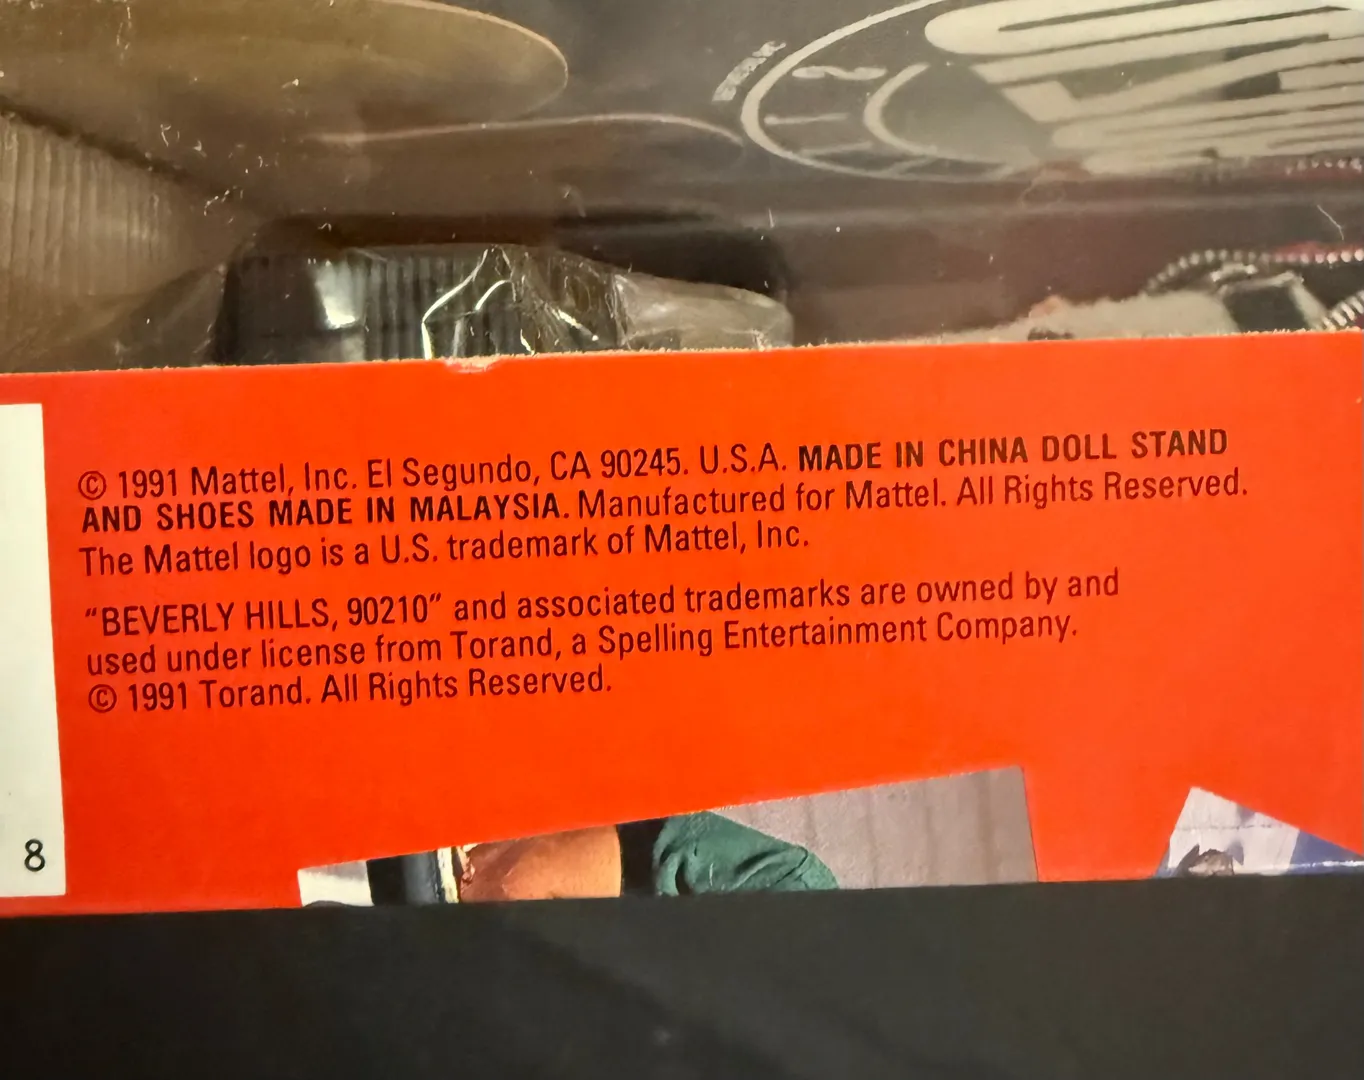 © 1991 Mattel, Inc. El Segundo, CA 90245. U.S.A. MADE IN CHINA DOLL STAND
AND SHOES MADE IN MALAYSIA. Manufactured for Mattel. All Rights Reserved.
The Mattel logo is a U.S. trademark of Mattel, Inc.
“BEVERLY HILLS, 90210” and associated trademarks are owned by and
used under license from Torand, a Spelling Entertainment Company.
© 1991 Torand. All Rights Reserved.
8